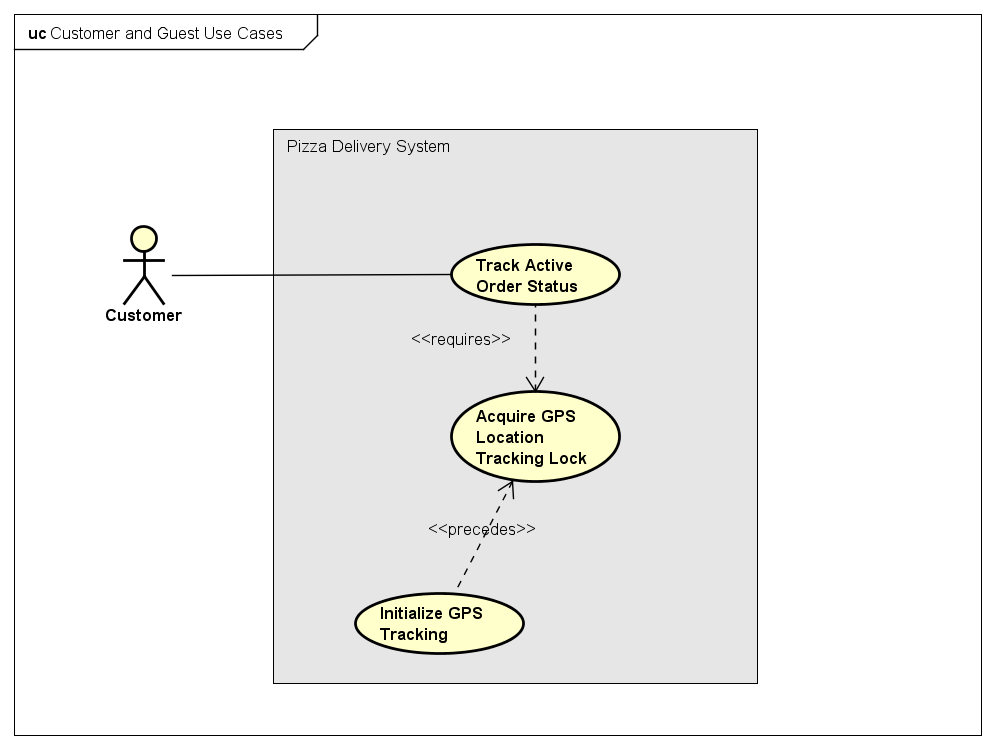 uc Customer and Guest Use Cases
Pizza Delivery System
Track Active
Order Status
Customer
<<requires>>
Acquire GPS
Location
Tracking Lock
<<precedes>>
Initialize GPS
Tracking